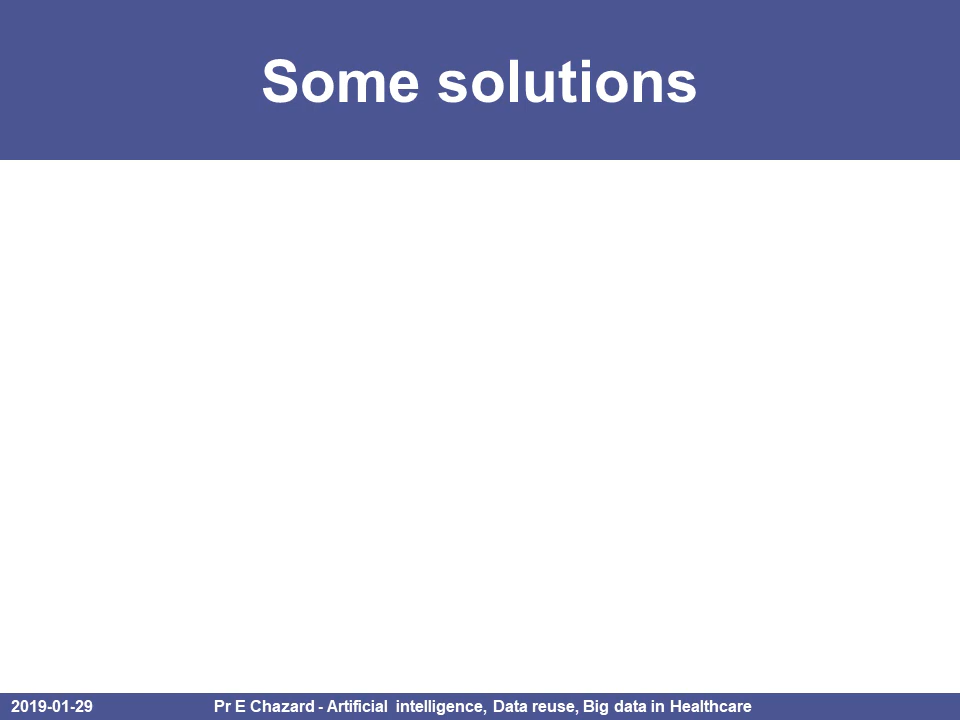 Some solutions
2019-01-29 Pr E Chazard - Artificial intelligence, Data reuse, Big data in Healthcare